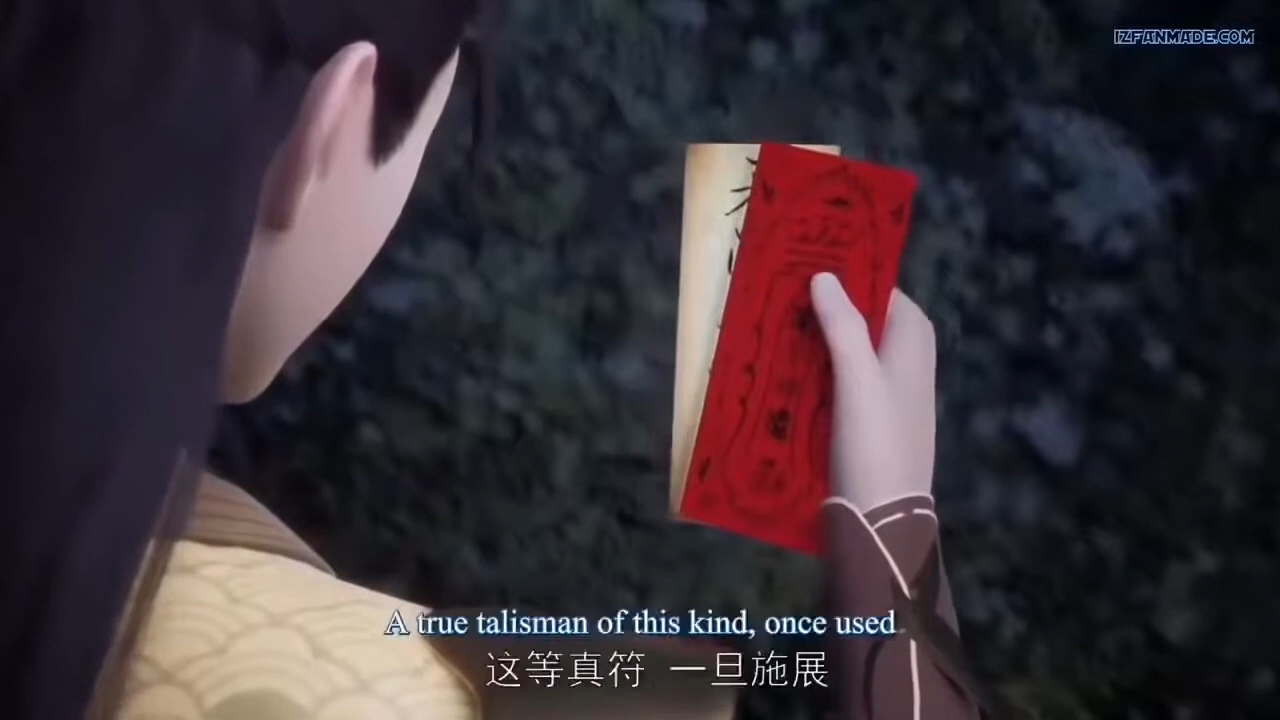 IZFANMADE.COM
A true talisman of this kind, once used
这等真符 一旦施展